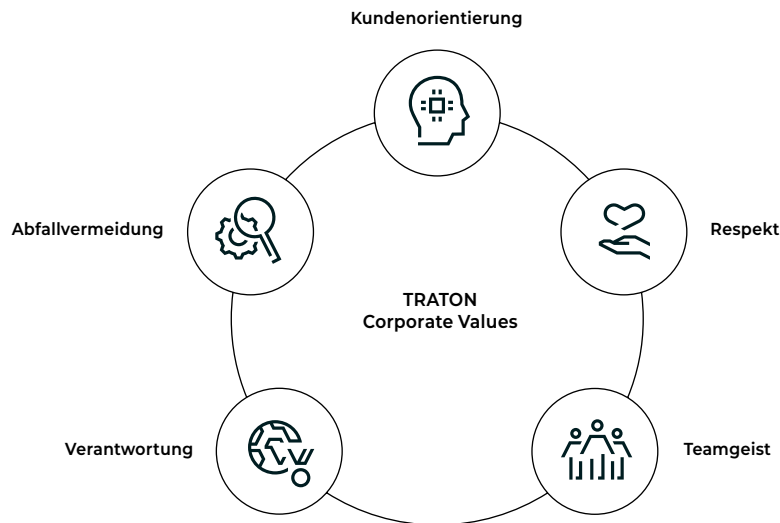 Kundenorientierung
Abfallvermeidung
Respekt
TRATON
Corporate Values
Verantwortung
Teamgeist